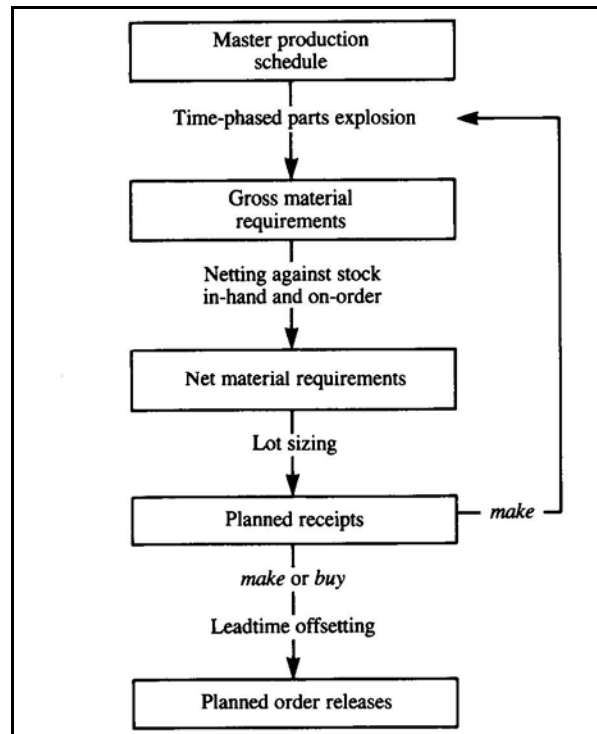 Master production
schedule
Time-phased parts explosion
Gross material
requirements
Netting against stock
in-hand and on-order
Net material requirements
Lot sizing
Planned receipts
make
make or buy
Leadtime offsetting
Planned order releases